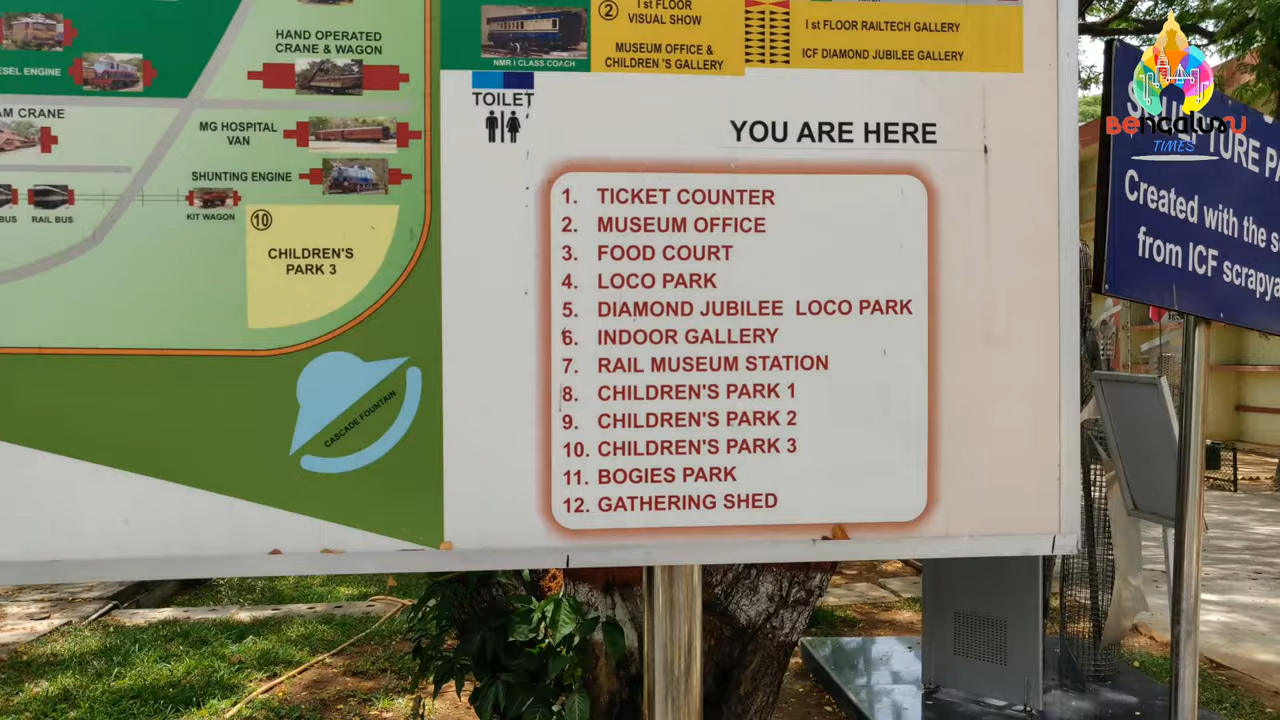 HAND OPERATED
CRANE & WAGON
ESEL ENGINE
AM CRANE
MG HOSPITAL
VAN
SHUNTING ENGINE
BUS
RAIL BUS
KIT WAGON
10
CHILDREN'S
PARK 3
CASCADE FOUNTAIN
NMR I CLASS COACH
TOILET
2
I st FLOOR
VISUAL SHOW
MUSEUM OFFICE &
CHILDREN 'S GALLERY
I st FLOOR RAILTECH GALLERY
ICF DIAMOND JUBILEE GALLERY
YOU ARE HERE
1. TICKET COUNTER
2. MUSEUM OFFICE
3. FOOD COURT
4. LOCO PARK
5. DIAMOND JUBILEE LOCO PARK
6. INDOOR GALLERY
7. RAIL MUSEUM STATION
8. CHILDREN'S PARK 1
9. CHILDREN'S PARK 2
10. CHILDREN'S PARK 3
11. BOGIES PARK
12. GATHERING SHED
BENGALURU
TIMES
TURE PA
Created with the s
from ICF scrapya